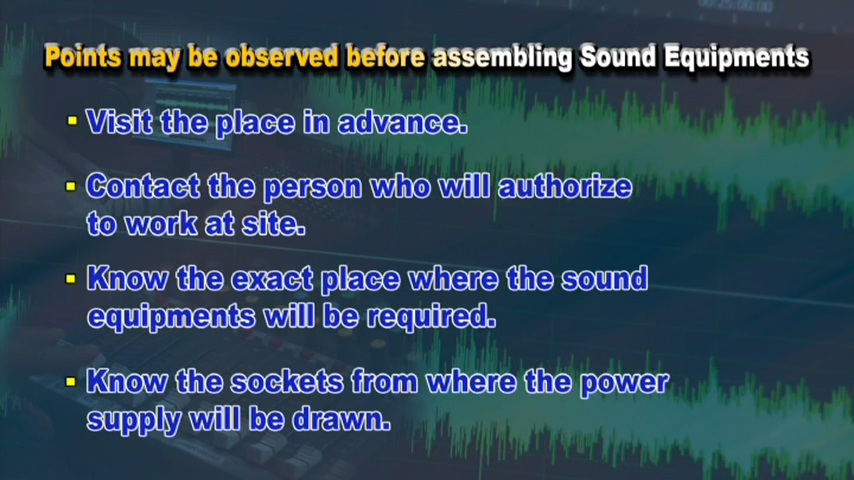 Points may be observed before assembling Sound Equipments
Visit the place in advance.
Contact the person who will authorize
to work at site.
Know the exact place where the sound
equipments will be required.
Know the sockets from where the power
supply will be drawn.